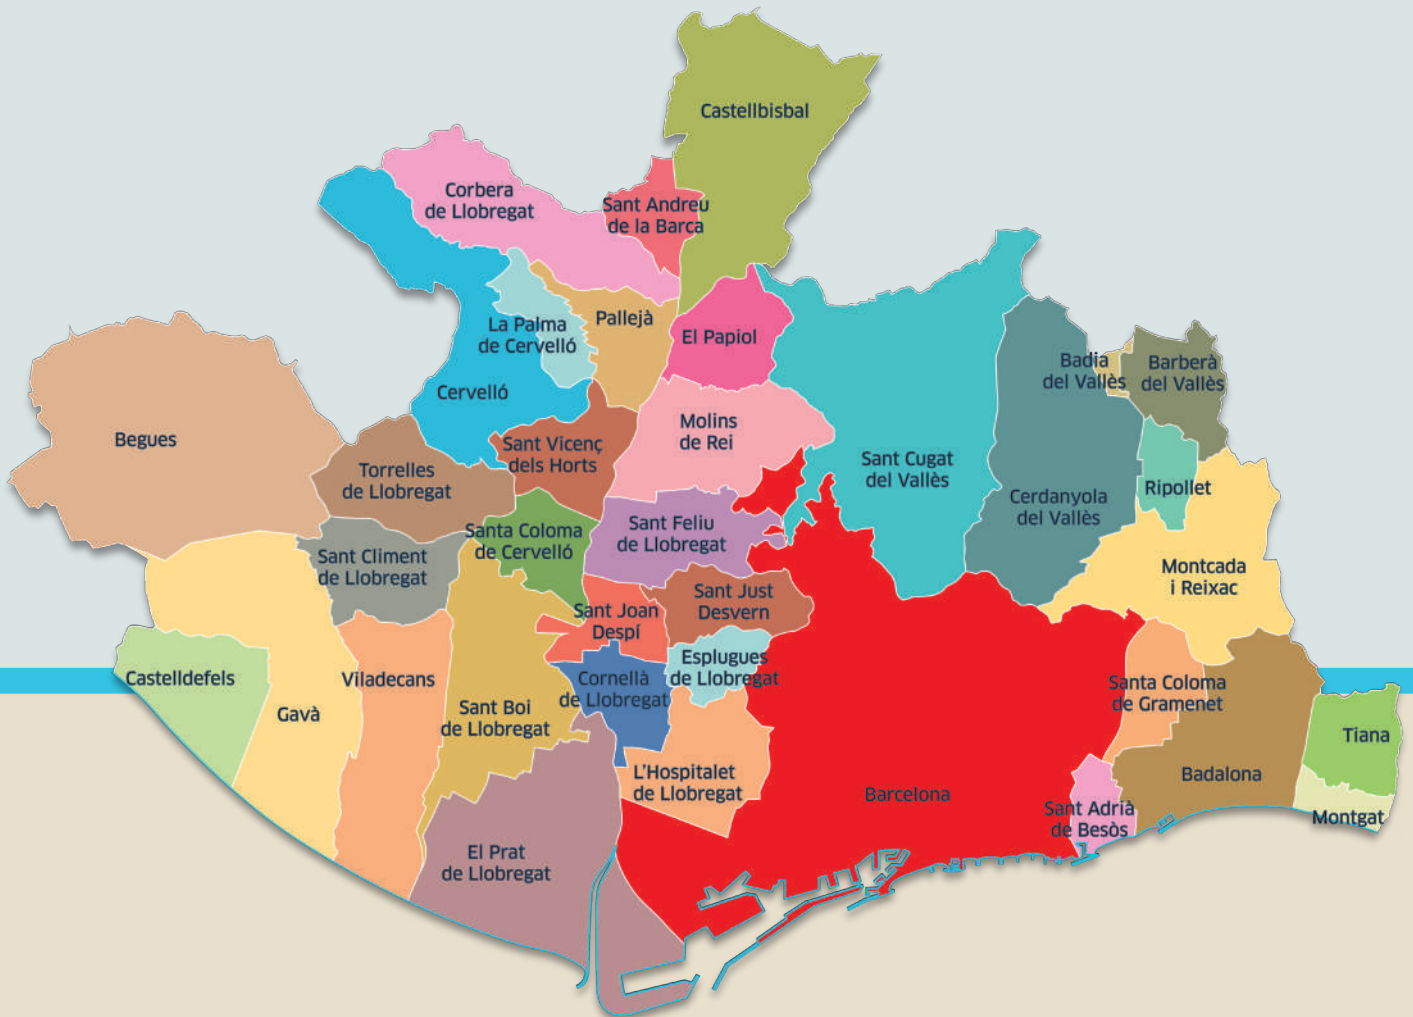 Castellbisbal
Corbera
de Llobregat
Sant Andreu
de la Barca
La Palma
de Cervelló
Pallejà
El Papiol
Cervelló
Badia
del Vallès
Barberà
del Vallès
Begues
Torrelles
de Llobregat
Sant Vicenç
dels Horts
Molins
de Rei
Sant Cugat
del Vallès
Cerdanyola
del Vallès
Ripollet
Sant Climent
de Llobregat
Santa Coloma
de Cervelló
Sant Feliu
de Llobregat
Montcada
i Reixac
Sant Joan
Despí
Sant Just
Desvern
Castelldefels
Gavà
Viladecans
Sant Boi
de Llobregat
Cornellà
de Llobregat
Esplugues
de Llobregat
Santa Coloma
de Gramenet
Tiana
L'Hospitalet
de Llobregat
Barcelona
Badalona
Sant Adrià
de Besòs
Montgat
El Prat
de Llobregat